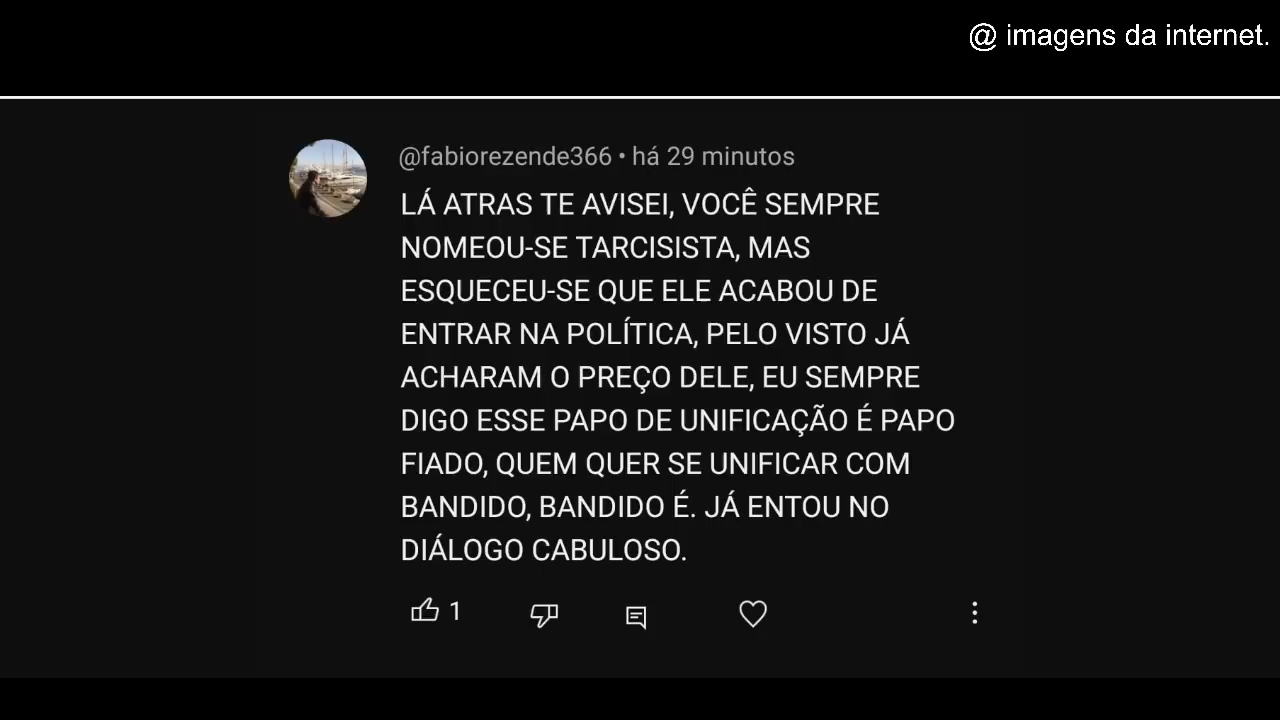 @ imagens da internet.
@fabiorezende366 • há 29 minutos
LÁ ATRAS TE AVISEI, VOCÊ SEMPRE
NOMEOU-SE TARCISISTA, MAS
ESQUECEU-SE QUE ELE ACABOU DE
ENTRAR NA POLÍTICA, PELO VISTO JÁ
ACHARAM O PREÇO DELE, EU SEMPRE
DIGO ESSE PAPO DE UNIFICAÇÃO É PAPO
FIADO, QUEM QUER SE UNIFICAR COM
BANDIDO, BANDIDO É. JÁ ENTOU NO
DIÁLOGO CABULOSO.
1